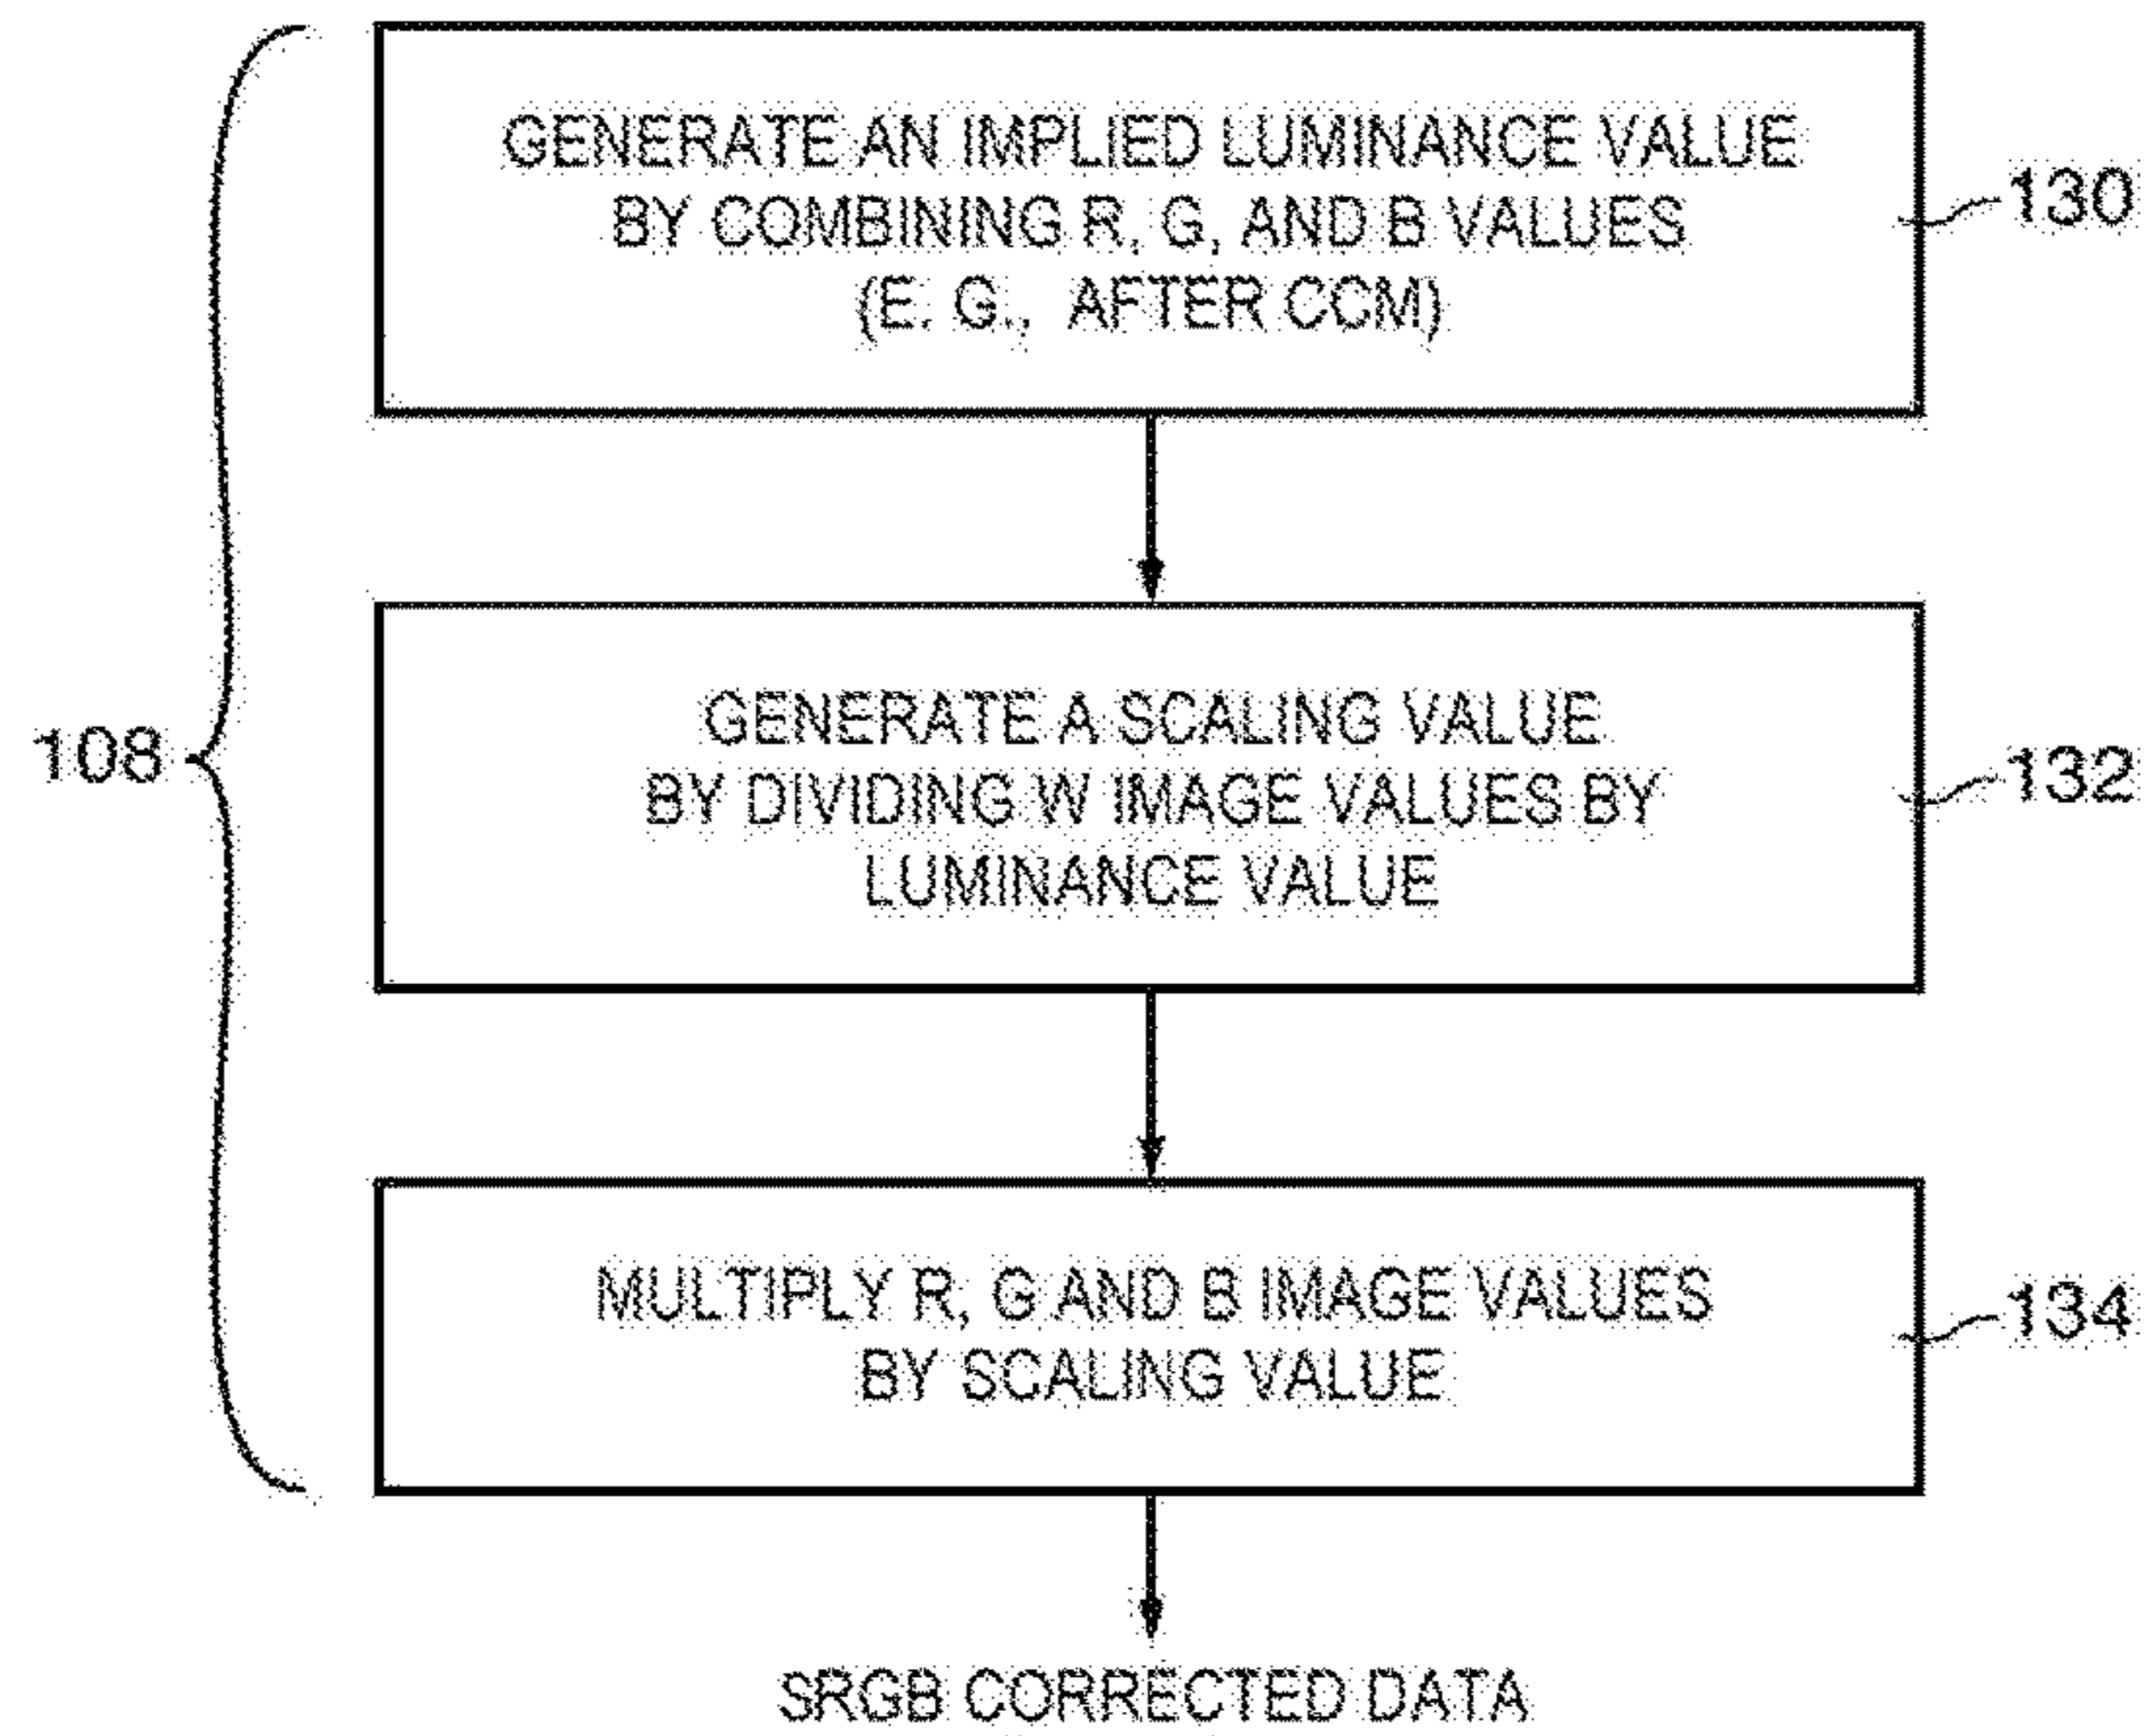 GENERATE AN IMPLIED LUMINANCE VALUE
BY COMBINING R, G, AND B VALUES
(E. G., AFTER CCM)
130
GENERATE A SCALING VALUE
BY DIVIDING W IMAGE VALUES BY
LUMINANCE VALUE
108
132
MULTIPLY R, G AND B IMAGE VALUES
BY SCALING VALUE
134
SRGB CORRECTED DATA